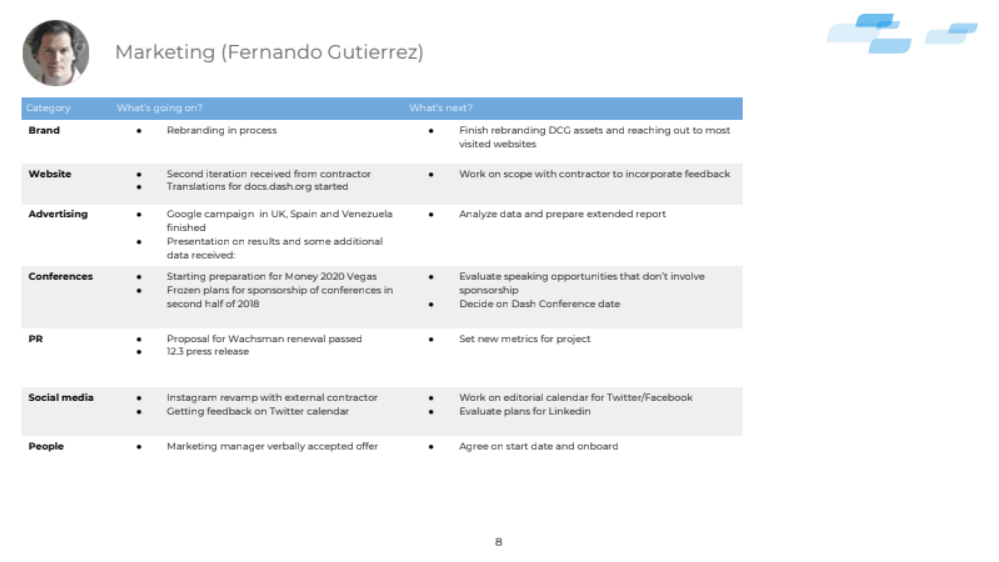 Marketing (Fernando Gutierrez)
Category What's going on? What's next?
Brand
● Rebranding in process
● Finish rebranding DCG assets and reaching out to most
visited websites
Website
● Second iteration received from contractor
● Translations for docs.dash.org started
● Work on scope with contractor to incorporate feedback
Advertising
● Google campaign in UK, Spain and Venezuela
finished
● Presentation on results and some additional
data received:
● Analyze data and prepare extended report
Conferences
● Starting preparation for Money 2020 Vegas
● Frozen plans for sponsorship of conferences in
second half of 2018
● Evaluate speaking opportunities that don't involve
sponsorship
● Decide on Dash Conference date
PR
● Proposal for Wachsman renewal passed
● 12.3 press release
● Set new metrics for project
Social media
● Instagram revamp with external contractor
● Getting feedback on Twitter calendar
● Work on editorial calendar for Twitter/Facebook
● Evaluate plans for Linkedin
People
● Marketing manager verbally accepted offer
● Agree on start date and onboard
8